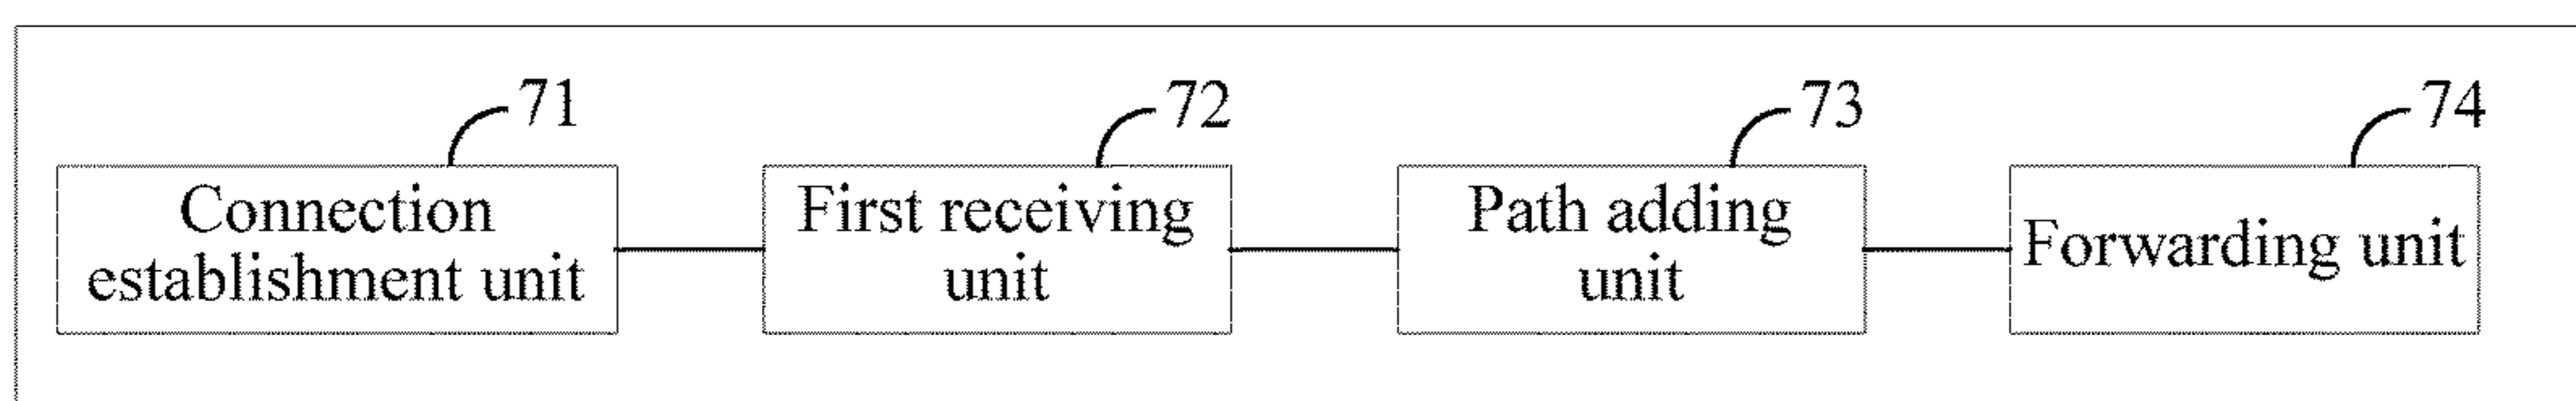 71
72
73
74
Connection
establishment unit
First receiving
unit
Path adding
unit
Forwarding unit